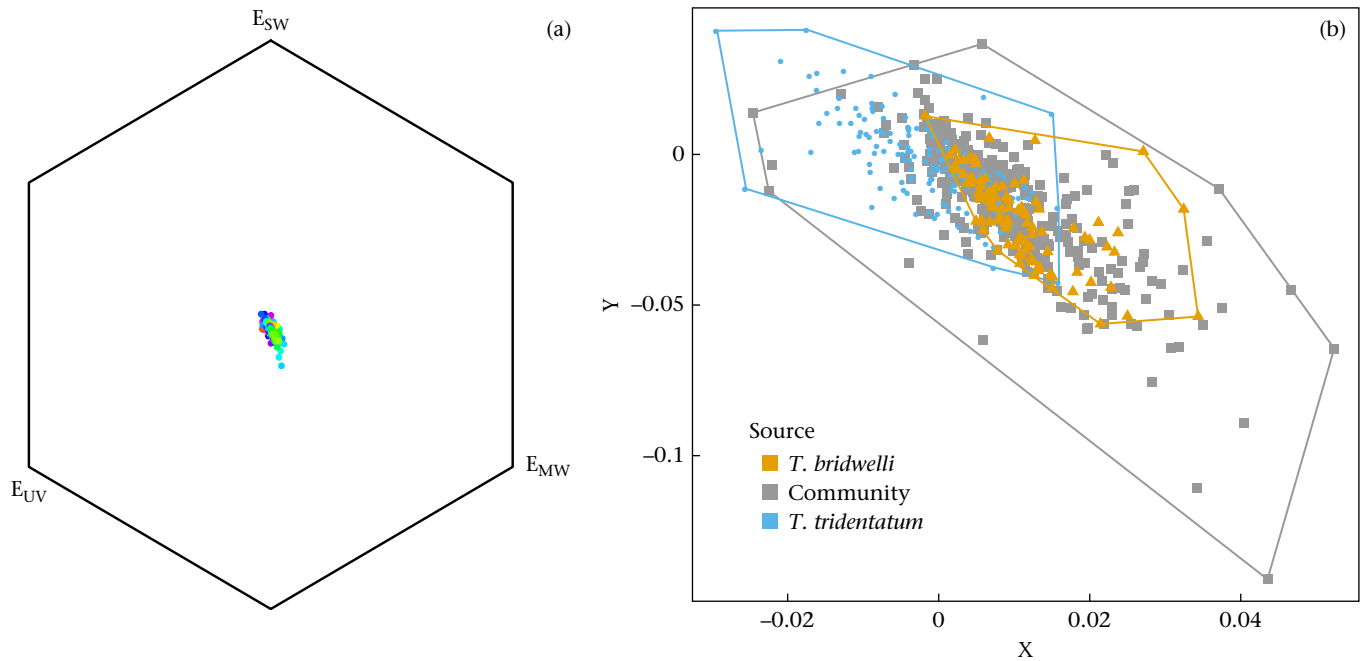 (a)
E_SW
E_UV
E_MW
(b)
Y
0
−0.05
−0.1
Source
T. bridwelli
Community
T. tridentatum
−0.02
0
0.02
0.04
X